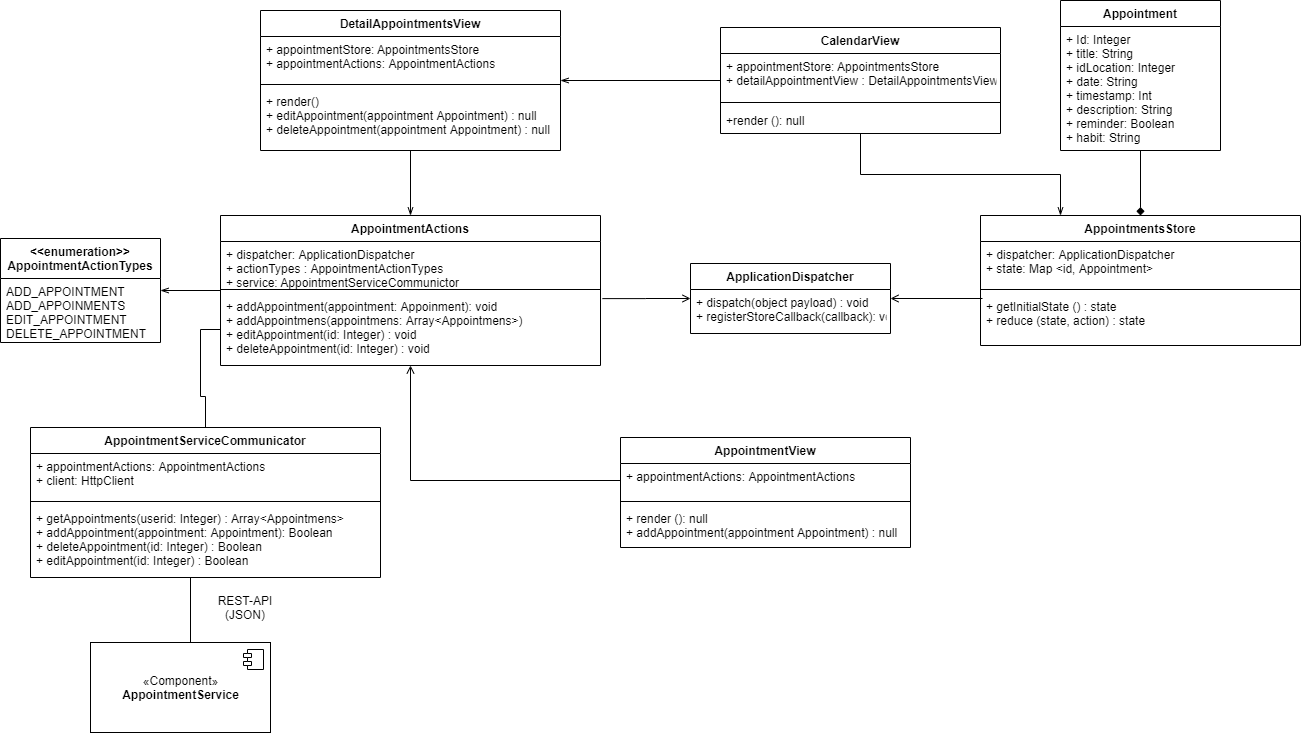 DetailAppointmentsView
+ appointmentStore: AppointmentsStore
+ appointmentActions: AppointmentActions
+ render()
+ editAppointment(appointment Appointment) : null
+ deleteAppointment(appointment Appointment) : null
CalendarView
+ appointmentStore: AppointmentsStore
+ detailAppointmentView : DetailAppointmentsView
+render (): null
Appointment
+ Id: Integer
+ title: String
+ idLocation: Integer
+ date: String
+ timestamp: Int
+ description: String
+ reminder: Boolean
+ habit: String
<<enumeration>>
AppointmentActionTypes
ADD_APPOINTMENT
ADD_APPOINMENTS
EDIT_APPOINTMENT
DELETE_APPOINTMENT
AppointmentActions
+ dispatcher: ApplicationDispatcher
+ actionTypes : AppointmentActionTypes
+ service: AppointmentServiceCommunictor
+ addAppointment(appointment: Appoinment): void
+ addAppointmens(appointmens: Array<Appointmens>)
+ editAppointment(id: Integer) : void
+ deleteAppointment(id: Integer) : void
ApplicationDispatcher
+ dispatch(object payload) : void
+ registerStoreCallback(callback): v
AppointmentsStore
+ dispatcher: ApplicationDispatcher
+ state: Map <id, Appointment>
+ getInitialState () : state
+ reduce (state, action) : state
AppointmentServiceCommunicator
+ appointmentActions: AppointmentActions
+ client: HttpClient
+ getAppointments(userid: Integer) : Array<Appointmens>
+ addAppointment(appointment: Appointment): Boolean
+ deleteAppointment(id: Integer) : Boolean
+ editAppointment(id: Integer) : Boolean
AppointmentView
+ appointmentActions: AppointmentActions
+ render (): null
+ addAppointment(appointment Appointment) : null
REST-API
(JSON)
«Component»
AppointmentService